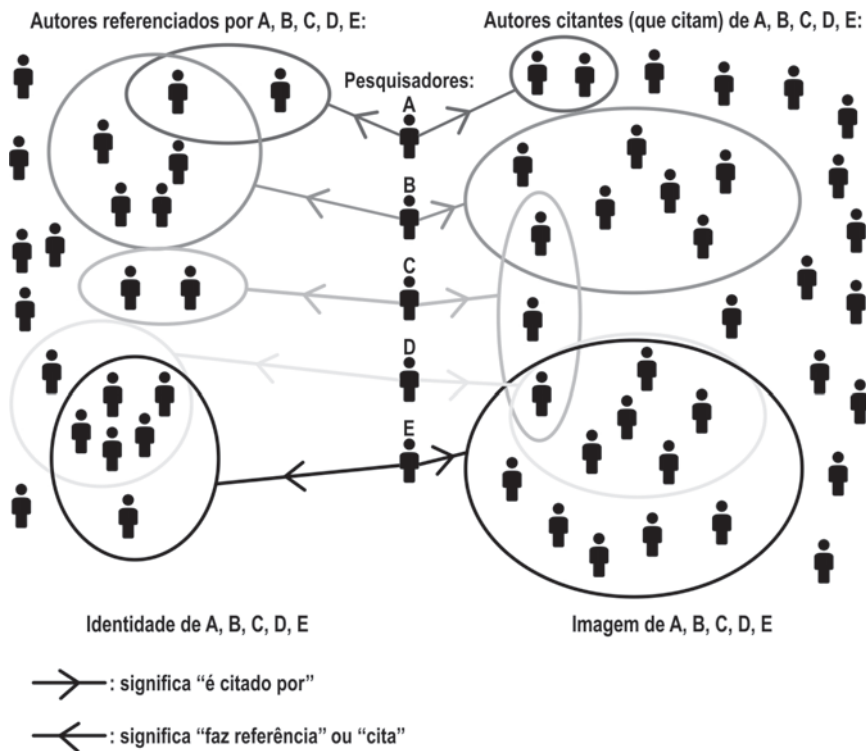 Autores referenciados por A, B, C, D, E:
Autores citantes (que citam) de A, B, C, D, E:
Pesquisadores:
A
B
C
D
E
Identidade de A, B, C, D, E
Imagem de A, B, C, D, E
: significa “é citado por”
: significa “faz referência” ou “cita”